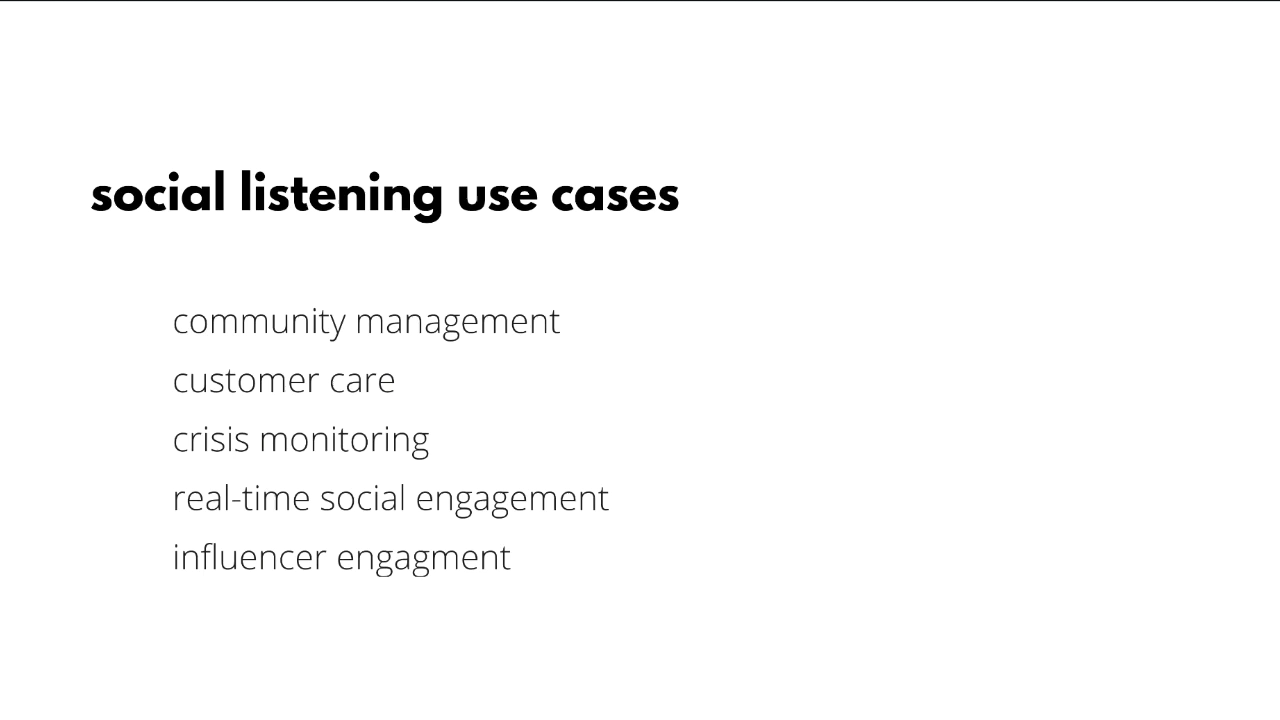 social listening use cases
community management
customer care
crisis monitoring
real-time social engagement
influencer engagment